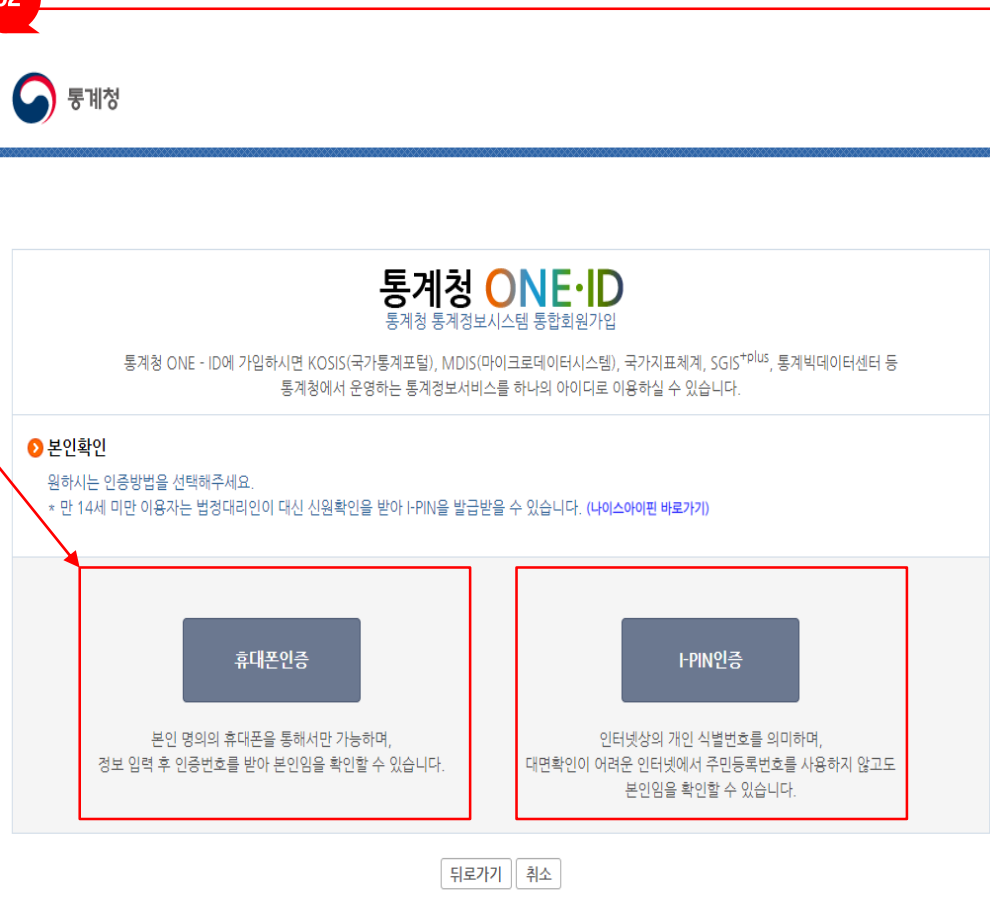 통계청
통계청 ONE·ID
통계청 통계정보시스템 통합회원가입
통계청 ONE - ID에 가입하시면 KOSIS(국가통계포털), MDIS(마이크로데이터시스템), 국가지표체계, SGIS+plus, 통계빅데이터센터 등
통계청에서 운영하는 통계정보서비스를 하나의 아이디로 이용하실 수 있습니다.
본인확인
원하시는 인증방법을 선택해주세요.
* 만 14세 미만 이용자는 법정대리인이 대신 신원확인을 받아 I-PIN을 발급받을 수 있습니다. (나이스아이핀 바로가기)
휴대폰인증
본인 명의의 휴대폰을 통해서만 가능하며,
정보 입력 후 인증번호를 받아 본인임을 확인할 수 있습니다.
I-PIN인증
인터넷상의 개인 식별번호를 의미하며,
대면확인이 어려운 인터넷에서 주민등록번호를 사용하지 않고도
본인임을 확인할 수 있습니다.
뒤로가기 취소